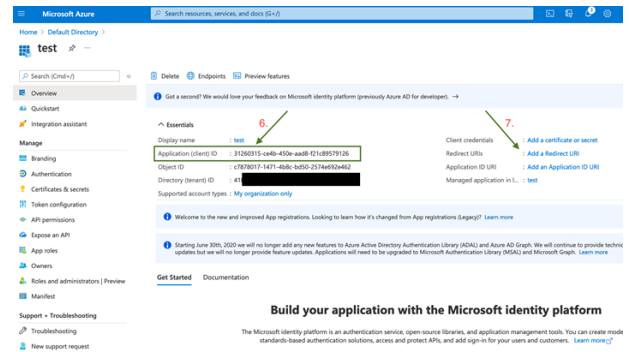 Microsoft Azure
Search resources, services, and docs (G+/)
Home > Default Directory >
test
Search (Cmd+/)
Delete
Endpoints
Preview features
Overview
Quickstart
Integration assistant
Manage
Branding
Authentication
Certificates & secrets
Token configuration
API permissions
Expose an API
App roles
Owners
Roles and administrators | Preview
Manifest
Support + Troubleshooting
Troubleshooting
New support request
Got a second? We would love your feedback on Microsoft identity platform (previously Azure AD for developer). →
6.
7.
Essentials
Display name : test
Application (client) ID : 31260315-ce4b-450e-aad8-f21c89579126
Object ID : c7878017-1471-4b8c-bd50-2574e692e462
Directory (tenant) ID : 41
Supported account types : My organization only
Client credentials : Add a certificate or secret
Redirect URIs : Add a Redirect URI
Application ID URI : Add an Application ID URI
Managed application in l... : test
Welcome to the new and improved App registrations. Looking to learn how it's changed from App registrations (Legacy)? Learn more
Starting June 30th, 2020 we will no longer add any new features to Azure Active Directory Authentication Library (ADAL) and Azure AD Graph. We will continue to provide technic
updates but we will no longer provide feature updates. Applications will need to be upgraded to Microsoft Authentication Library (MSAL) and Microsoft Graph. Learn more
Get Started
Documentation
Build your application with the Microsoft identity platform
The Microsoft identity platform is an authentication service, open-source libraries, and application management tools. You can create mode
standards-based authentication solutions, access and protect APIs, and add sign-in for your users and customers. Learn more